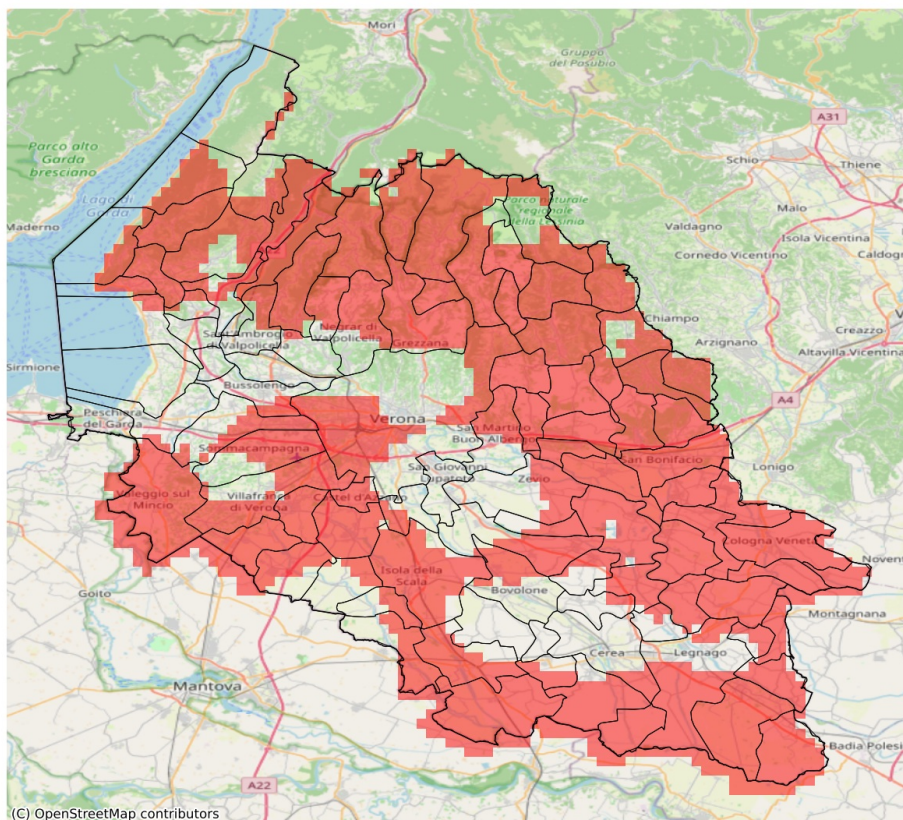 Mori
Gruppo
del Pasubio
A31
Parco alto
Garda
bresciano
Schio
Thiene
Parco naturale
regionale
della Lessinia
Lago di
Garda
Malo
Maderno
Valdagno
Isola Vicentina
Cornedo Vicentino
Caldogn
Chiampo
Sant'Ambrogio
di Valpolicella
Negrar di
Valpolicella
Grezzana
Creazzo
Arzignano
Altavilla Vicentina
Sirmione
Bussolengo
A4
Peschiera
del Garda
Verona
San Martino
Buon Albergo
Sommacampagna
San Bonifacio
Lonigo
San Giovanni
Lupatoto
Zevio
Valeggio sul
Mincio
Villafranca
di Verona
Castel d'Azzano
Cologna Veneta
Isola della
Scala
Novent
Goito
Bovolone
Montagnana
Cerea
Legnago
Mantova
Badia Polesi
A22
(C) OpenStreetMap contributors